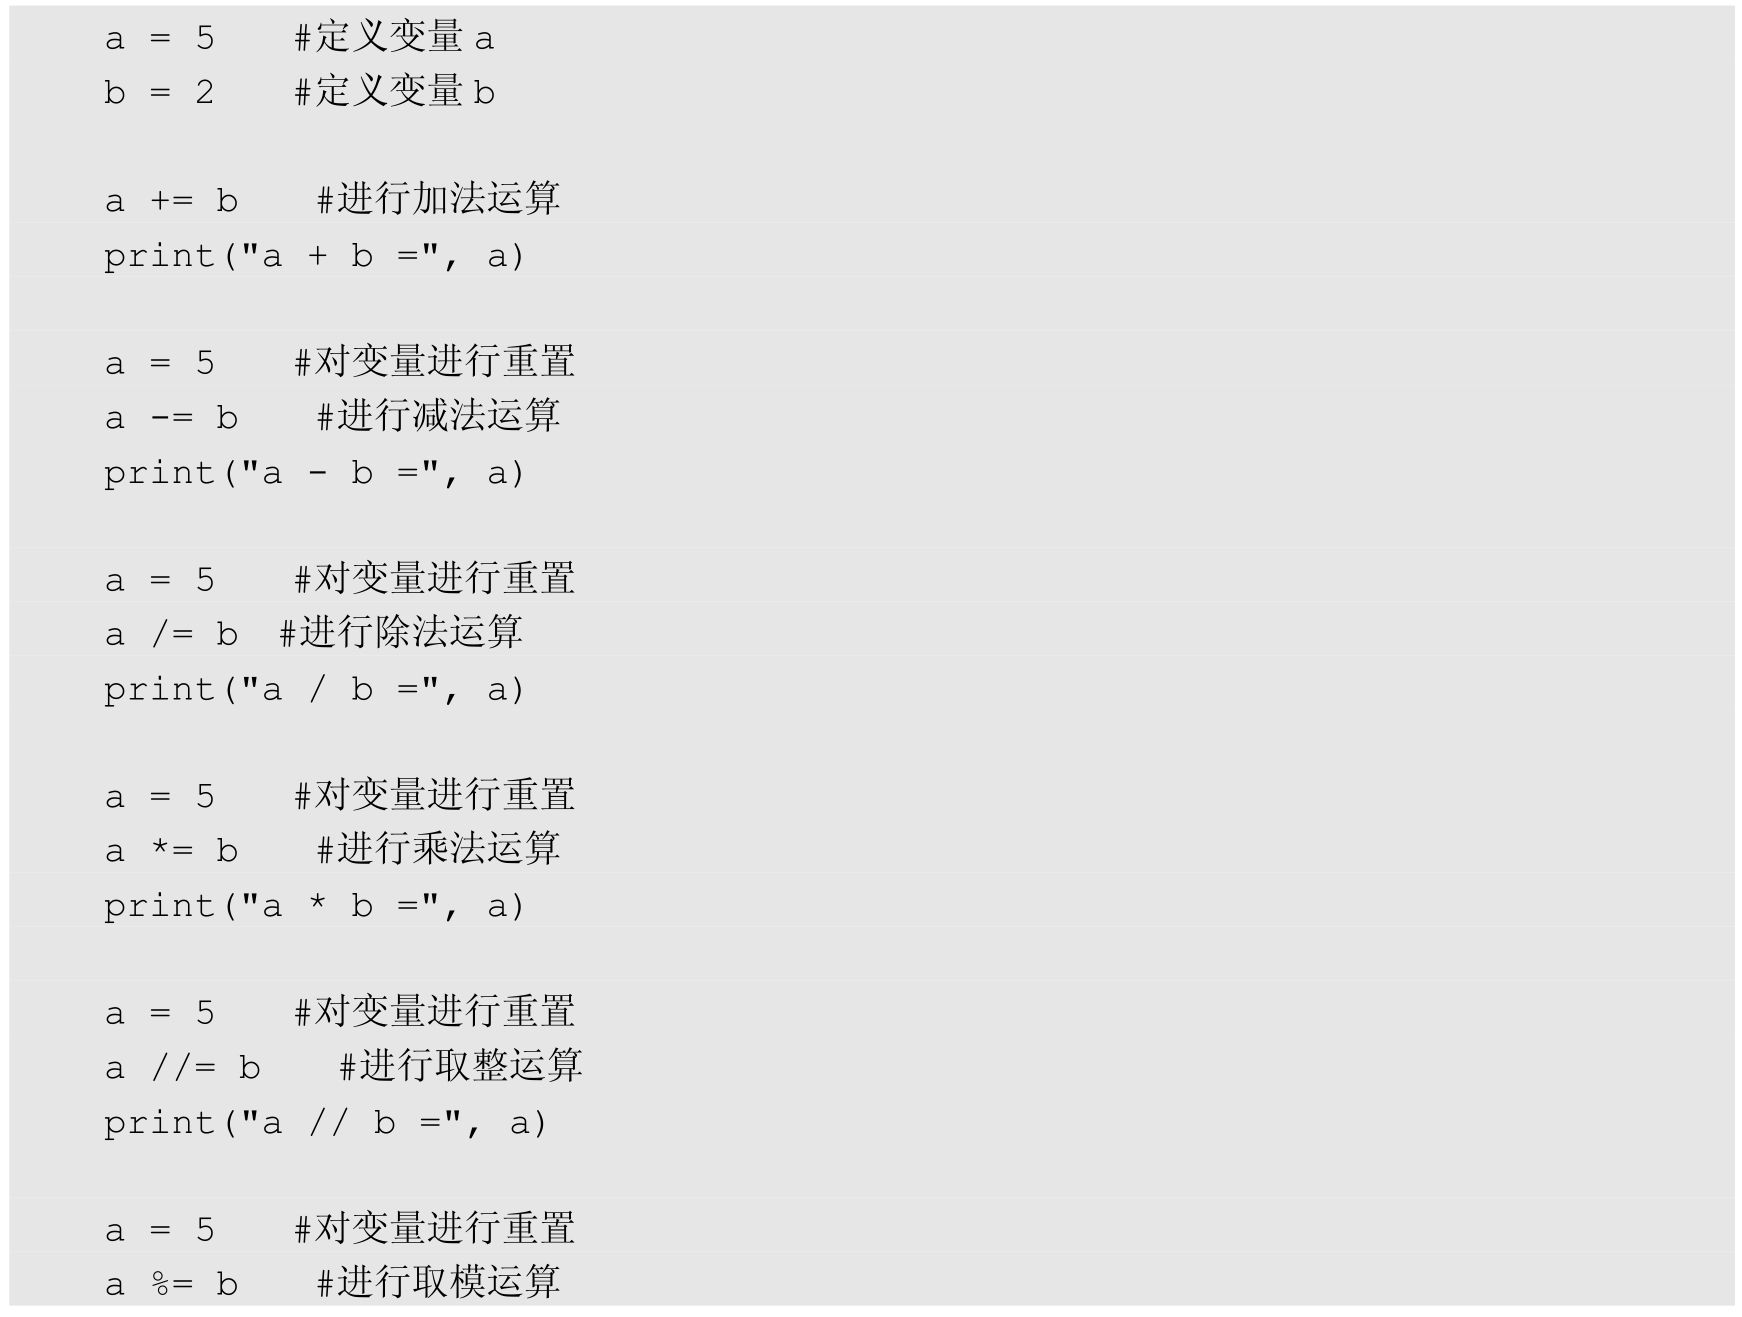 a = 5   #定义变量 a
b = 2   #定义变量 b
a += b   #进行加法运算
print("a + b =", a)
a = 5   #对变量进行重置
a -= b   #进行减法运算
print("a - b =", a)
a = 5   #对变量进行重置
a /= b  #进行除法运算
print("a / b =", a)
a = 5   #对变量进行重置
a *= b   #进行乘法运算
print("a * b =", a)
a = 5   #对变量进行重置
a //= b   #进行取整运算
print("a // b =", a)
a = 5   #对变量进行重置
a %= b   #进行取模运算